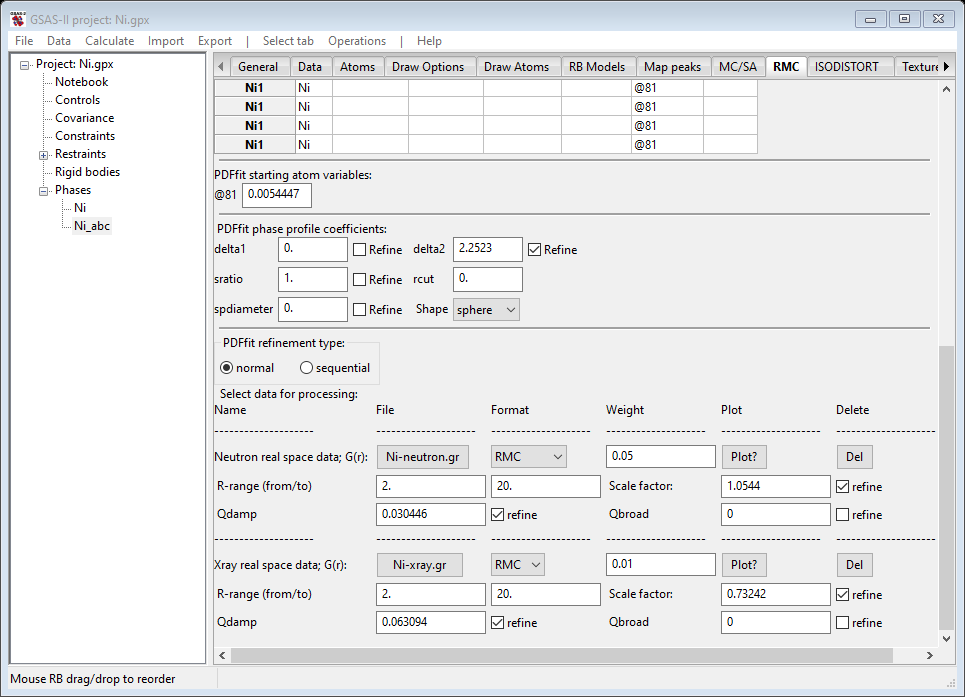 GSAS-II project: Ni.gpx
File Data Calculate Import Export | Select tab Operations | Help
Project: Ni.gpx
Notebook
Controls
Covariance
Constraints
Restraints
Rigid bodies
Phases
Ni
Ni_abc
General Data Atoms Draw Options Draw Atoms RB Models Map peaks MC/SA RMC ISODISTORT Texture
Ni1 Ni @81
Ni1 Ni @81
Ni1 Ni @81
Ni1 Ni @81
PDFfit starting atom variables:
@81 0.0054447
PDFfit phase profile coefficients:
delta1 0. Refine delta2 2.2523 Refine
sratio 1. Refine rcut 0.
spdiameter 0. Refine Shape sphere
PDFfit refinement type:
normal sequential
Select data for processing:
Name File Format Weight Plot Delete
-------------------- -------------------- -------------------- -------------------- -------------------- --------------------
Neutron real space data; G(r): Ni-neutron.gr RMC 0.05 Plot? Del
R-range (from/to) 2. 20. Scale factor: 1.0544 refine
Qdamp 0.030446 refine Qbroad 0 refine
-------------------- -------------------- -------------------- -------------------- -------------------- --------------------
Xray real space data; G(r): Ni-xray.gr RMC 0.01 Plot? Del
R-range (from/to) 2. 20. Scale factor: 0.73242 refine
Qdamp 0.063094 refine Qbroad 0 refine
Mouse RB drag/drop to reorder